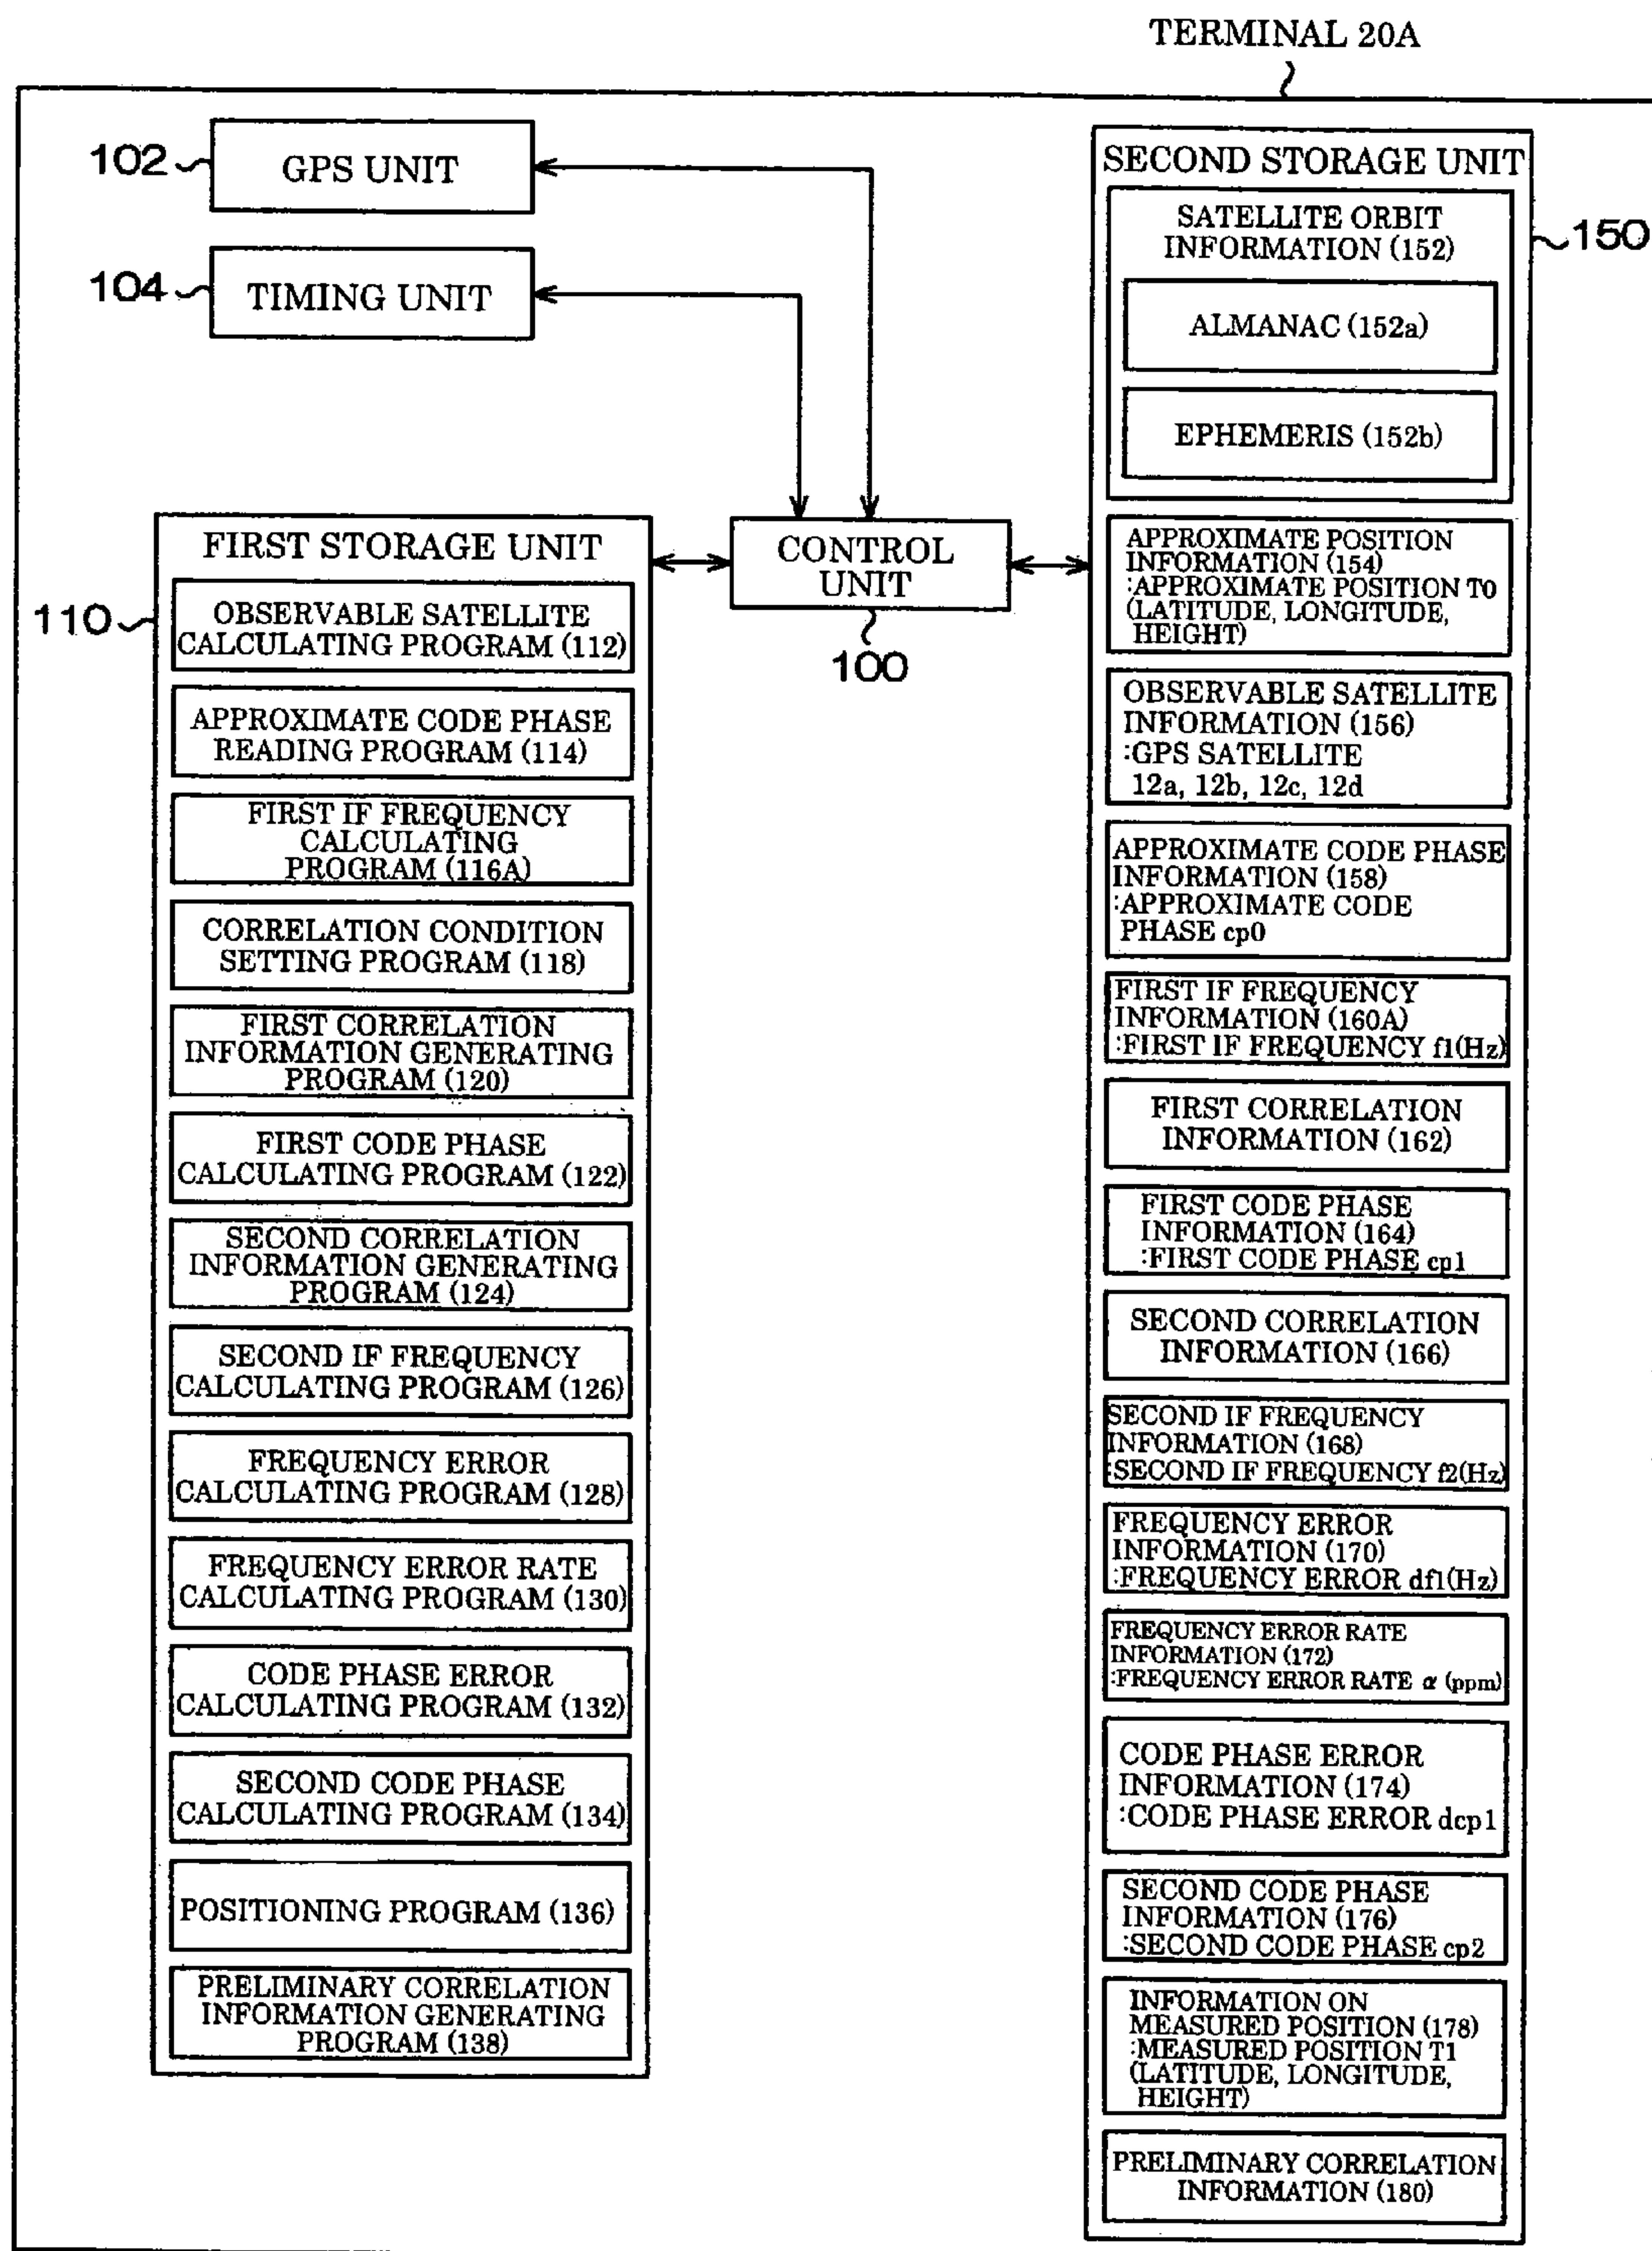 TERMINAL 20A
102
GPS UNIT
104
TIMING UNIT
CONTROL
UNIT
100
110
FIRST STORAGE UNIT
OBSERVABLE SATELLITE
CALCULATING PROGRAM (112)
APPROXIMATE CODE PHASE
READING PROGRAM (114)
FIRST IF FREQUENCY
CALCULATING
PROGRAM (116A)
CORRELATION CONDITION
SETTING PROGRAM (118)
FIRST CORRELATION
INFORMATION GENERATING
PROGRAM (120)
FIRST CODE PHASE
CALCULATING PROGRAM (122)
SECOND CORRELATION
INFORMATION GENERATING
PROGRAM (124)
SECOND IF FREQUENCY
CALCULATING PROGRAM (126)
FREQUENCY ERROR
CALCULATING PROGRAM (128)
FREQUENCY ERROR RATE
CALCULATING PROGRAM (130)
CODE PHASE ERROR
CALCULATING PROGRAM (132)
SECOND CODE PHASE
CALCULATING PROGRAM (134)
POSITIONING PROGRAM (136)
PRELIMINARY CORRELATION
INFORMATION GENERATING
PROGRAM (138)
SECOND STORAGE UNIT
150
SATELLITE ORBIT
INFORMATION (152)
ALMANAC (152a)
EPHEMERIS (152b)
APPROXIMATE POSITION
INFORMATION (154)
:APPROXIMATE POSITION T0
(LATITUDE, LONGITUDE,
HEIGHT)
OBSERVABLE SATELLITE
INFORMATION (156)
:GPS SATELLITE
12a, 12b, 12c, 12d
APPROXIMATE CODE PHASE
INFORMATION (158)
:APPROXIMATE CODE
PHASE cp0
FIRST IF FREQUENCY
INFORMATION (160A)
:FIRST IF FREQUENCY f1(Hz)
FIRST CORRELATION
INFORMATION (162)
FIRST CODE PHASE
INFORMATION (164)
:FIRST CODE PHASE cp1
SECOND CORRELATION
INFORMATION (166)
SECOND IF FREQUENCY
INFORMATION (168)
:SECOND IF FREQUENCY f2(Hz)
FREQUENCY ERROR
INFORMATION (170)
:FREQUENCY ERROR df1(Hz)
FREQUENCY ERROR RATE
INFORMATION (172)
:FREQUENCY ERROR RATE α (ppm)
CODE PHASE ERROR
INFORMATION (174)
:CODE PHASE ERROR dcp1
SECOND CODE PHASE
INFORMATION (176)
:SECOND CODE PHASE cp2
INFORMATION ON
MEASURED POSITION (178)
:MEASURED POSITION T1
(LATITUDE, LONGITUDE,
HEIGHT)
PRELIMINARY CORRELATION
INFORMATION (180)